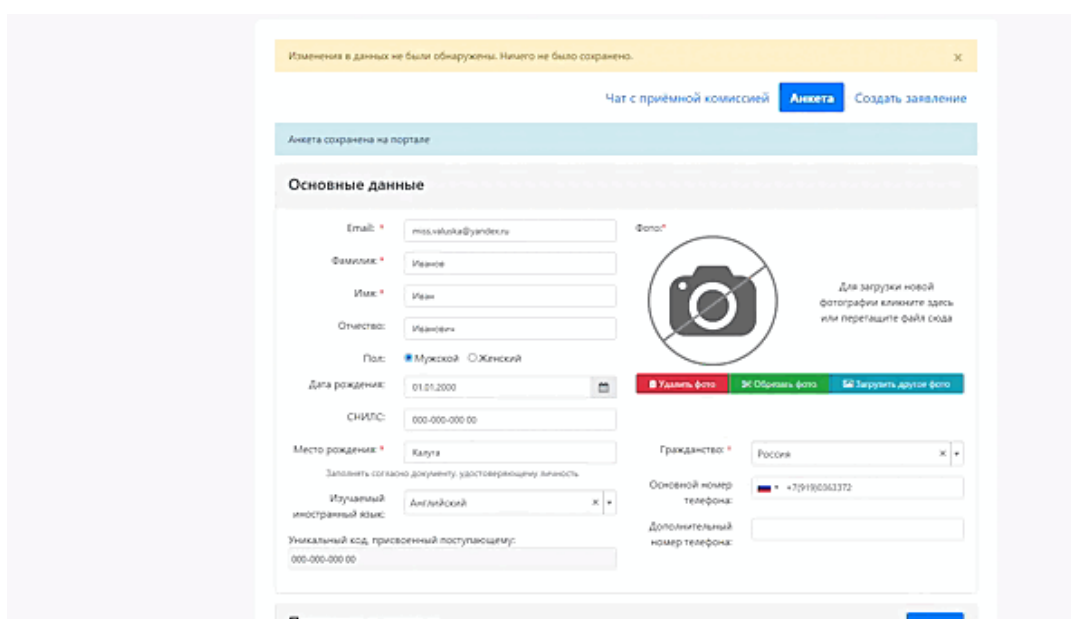 Изменения в данных не были обнаружены. Ничего не было сохранено. ×
Чат с приёмной комиссией Анкета Создать заявление
Анкета сохранена на портале
Основные данные
Email: * miss.valuska@yandex.ru
Фото:*
Фамилия: * Иванов
Имя: * Иван
Отчество: Иванович
Для загрузки новой
фотографии кликните здесь
или перетащите файл сюда
Пол: Мужской Женский
Дата рождения: 01.01.2000
Удалить фото Обрезать фото Загрузить другое фото
СНИЛС: 000-000-000 00
Место рождения: * Калуга
Заполнять согласно документу, удостоверяющему личность
Гражданство: * Россия ×
Изучаемый
иностранный язык: Английский ×
Основной номер
телефона: +7(919)0363372
Дополнительный
номер телефона:
Уникальный код, присвоенный поступающему:
000-000-000 00